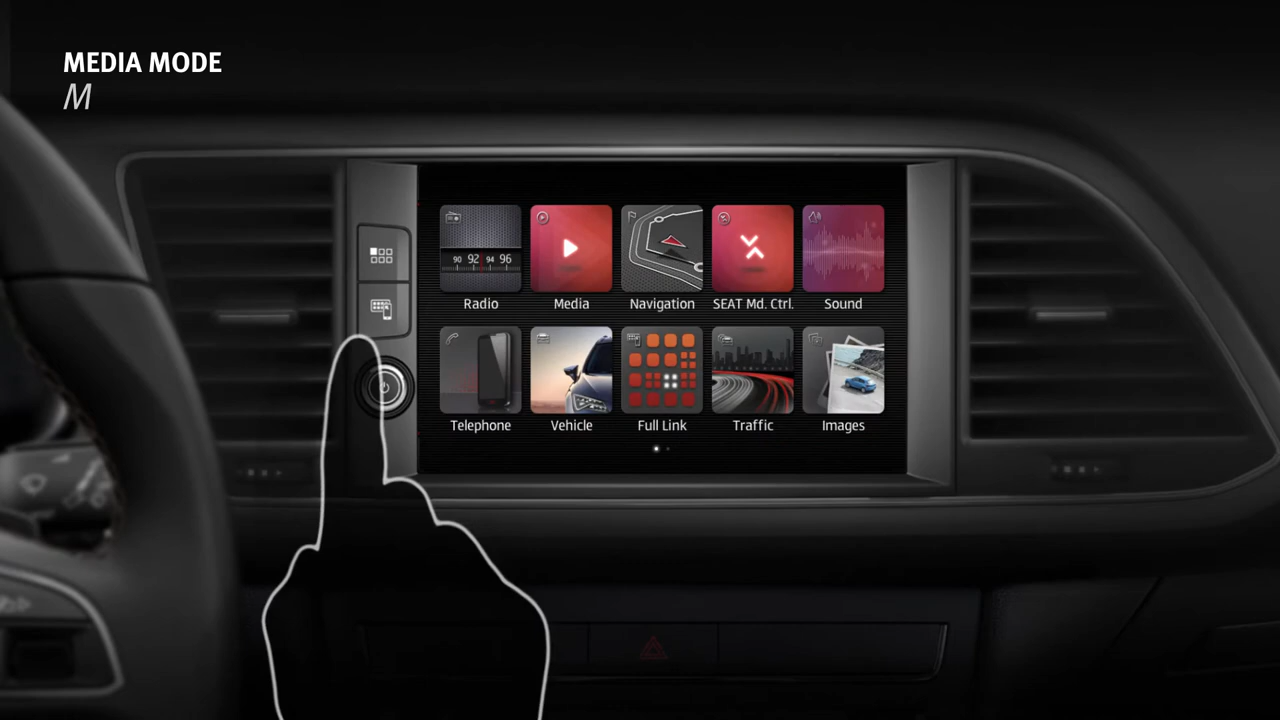 MEDIA MODE
M
90 92 94 96
Radio
Media
Navigation
SEAT Md. Ctrl.
Sound
Telephone
Vehicle
Full Link
Traffic
Images